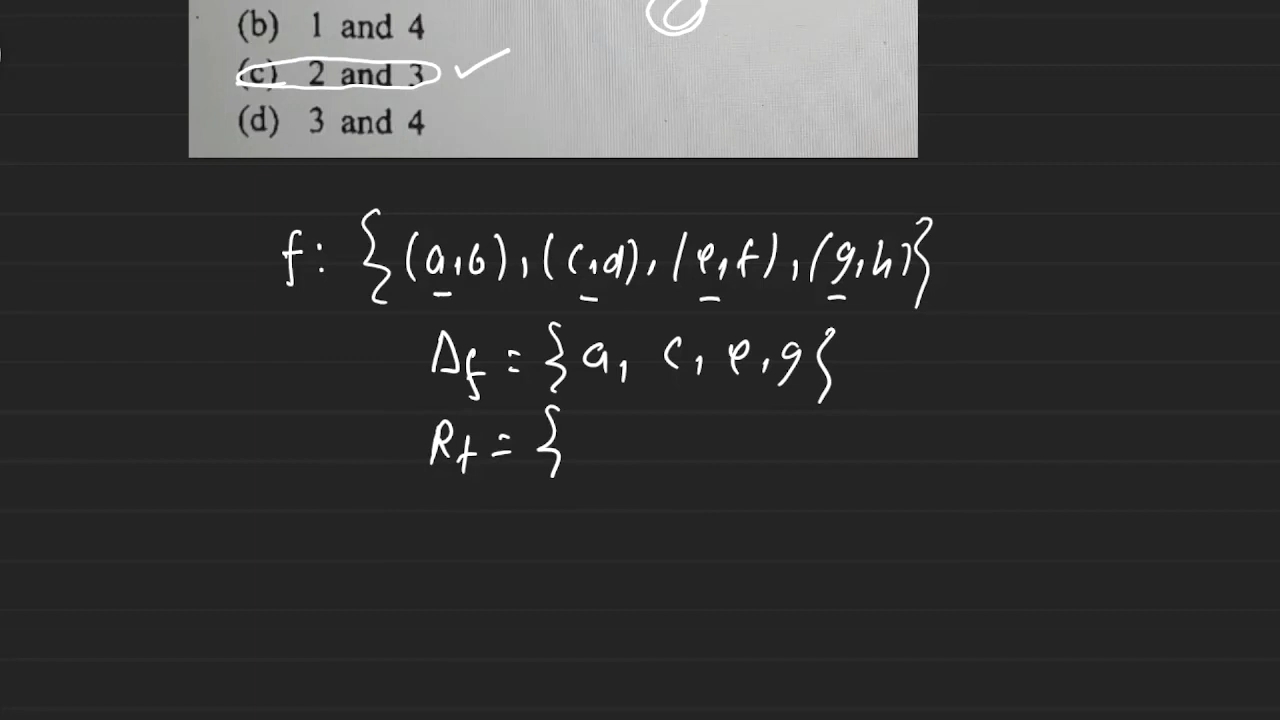 (b) 1 and 4
(c) 2 and 3 ✓
(d) 3 and 4
f: {(a,b), (c,d), (e,f), (g,h)}
Df = {a, c, e, g}
Rf = {